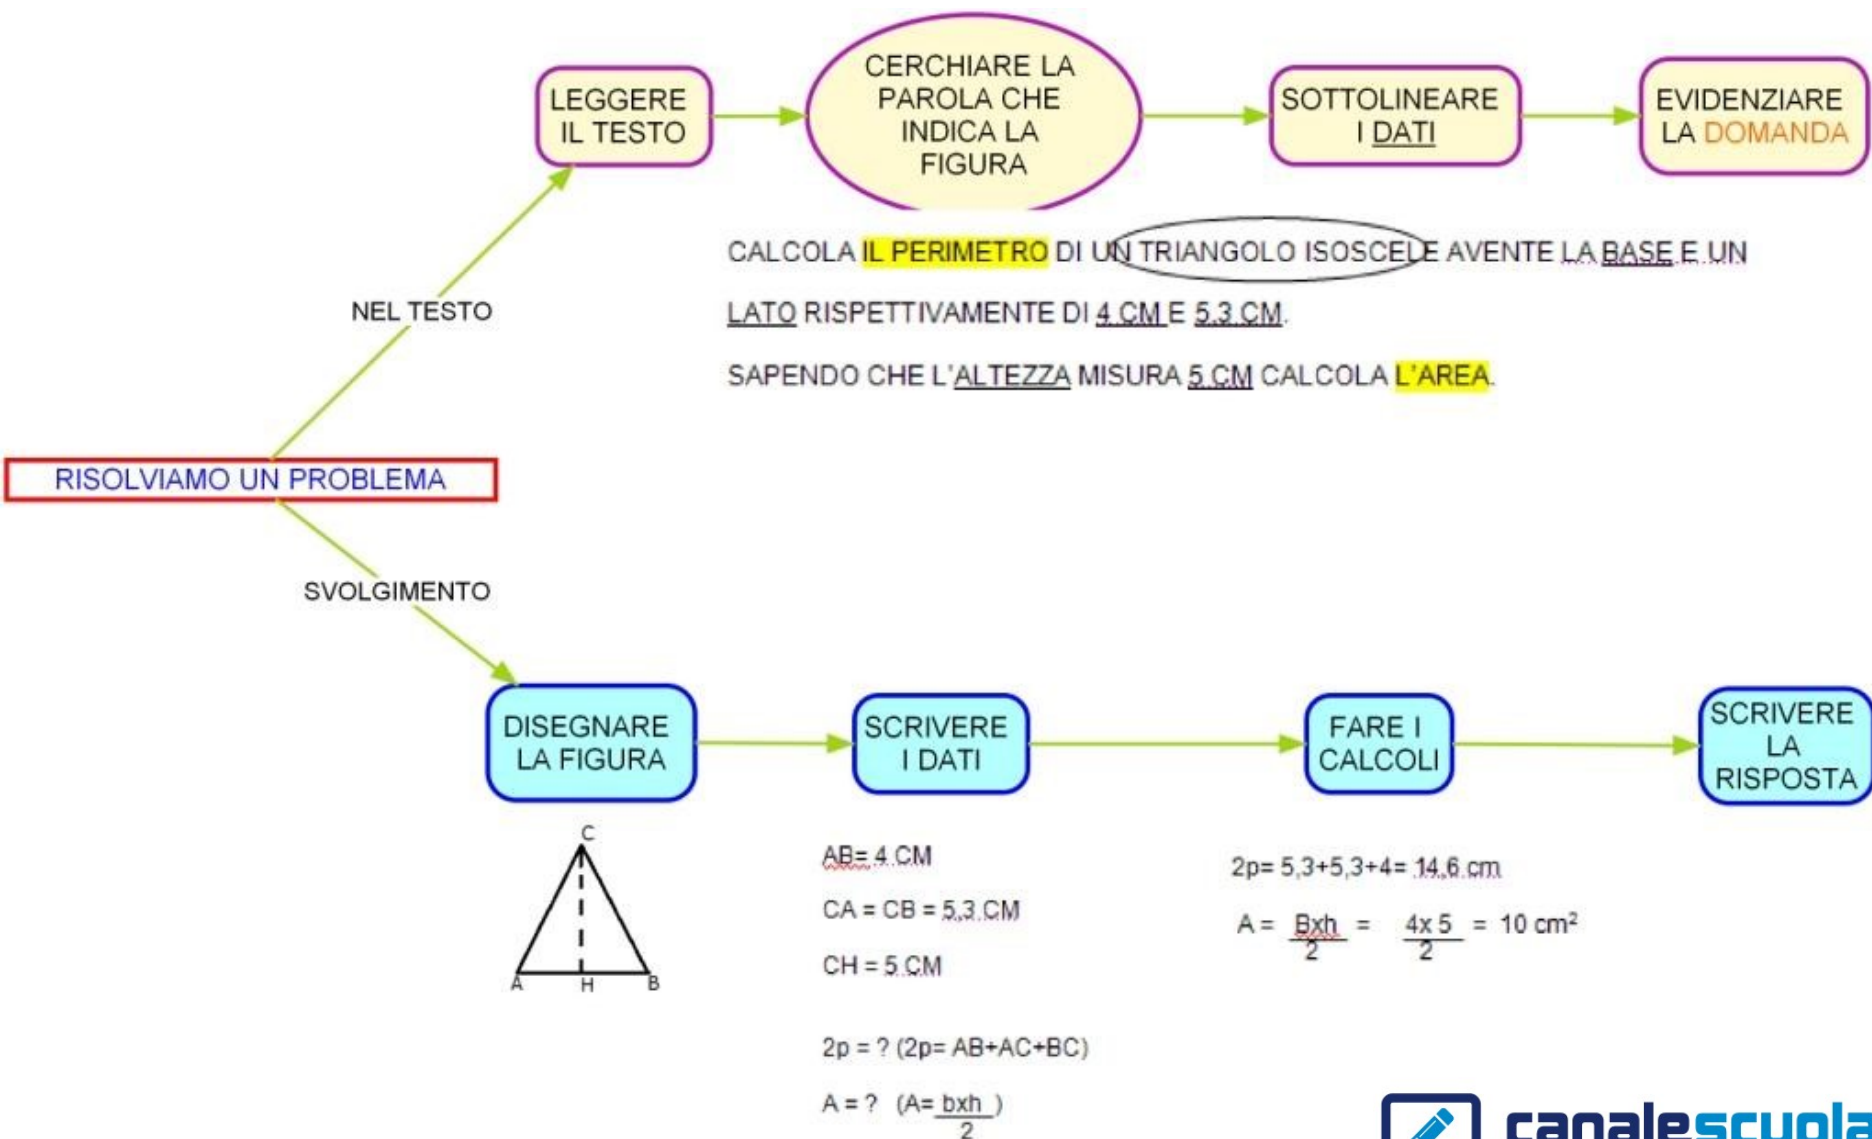 LEGGERE
IL TESTO
CERCHIARE LA
PAROLA CHE
INDICA LA
FIGURA
SOTTOLINEARE
I DATI
EVIDENZIARE
LA DOMANDA
CALCOLA IL PERIMETRO DI UN TRIANGOLO ISOSCELE AVENTE LA BASE E UN
LATO RISPETTIVAMENTE DI 4 CM E 5,3 CM.
SAPENDO CHE L'ALTEZZA MISURA 5 CM CALCOLA L'AREA.
NEL TESTO
RISOLVIAMO UN PROBLEMA
SVOLGIMENTO
DISEGNARE
LA FIGURA
SCRIVERE
I DATI
FARE I
CALCOLI
SCRIVERE
LA
RISPOSTA
C
A H B
AB= 4 CM
CA = CB = 5,3 CM
CH = 5 CM
2p = ? (2p= AB+AC+BC)
A = ? (A= bxh )
2
2p= 5,3+5,3+4= 14,6 cm
A = Bxh = 4x 5 = 10 cm²
2 2
canalescuola